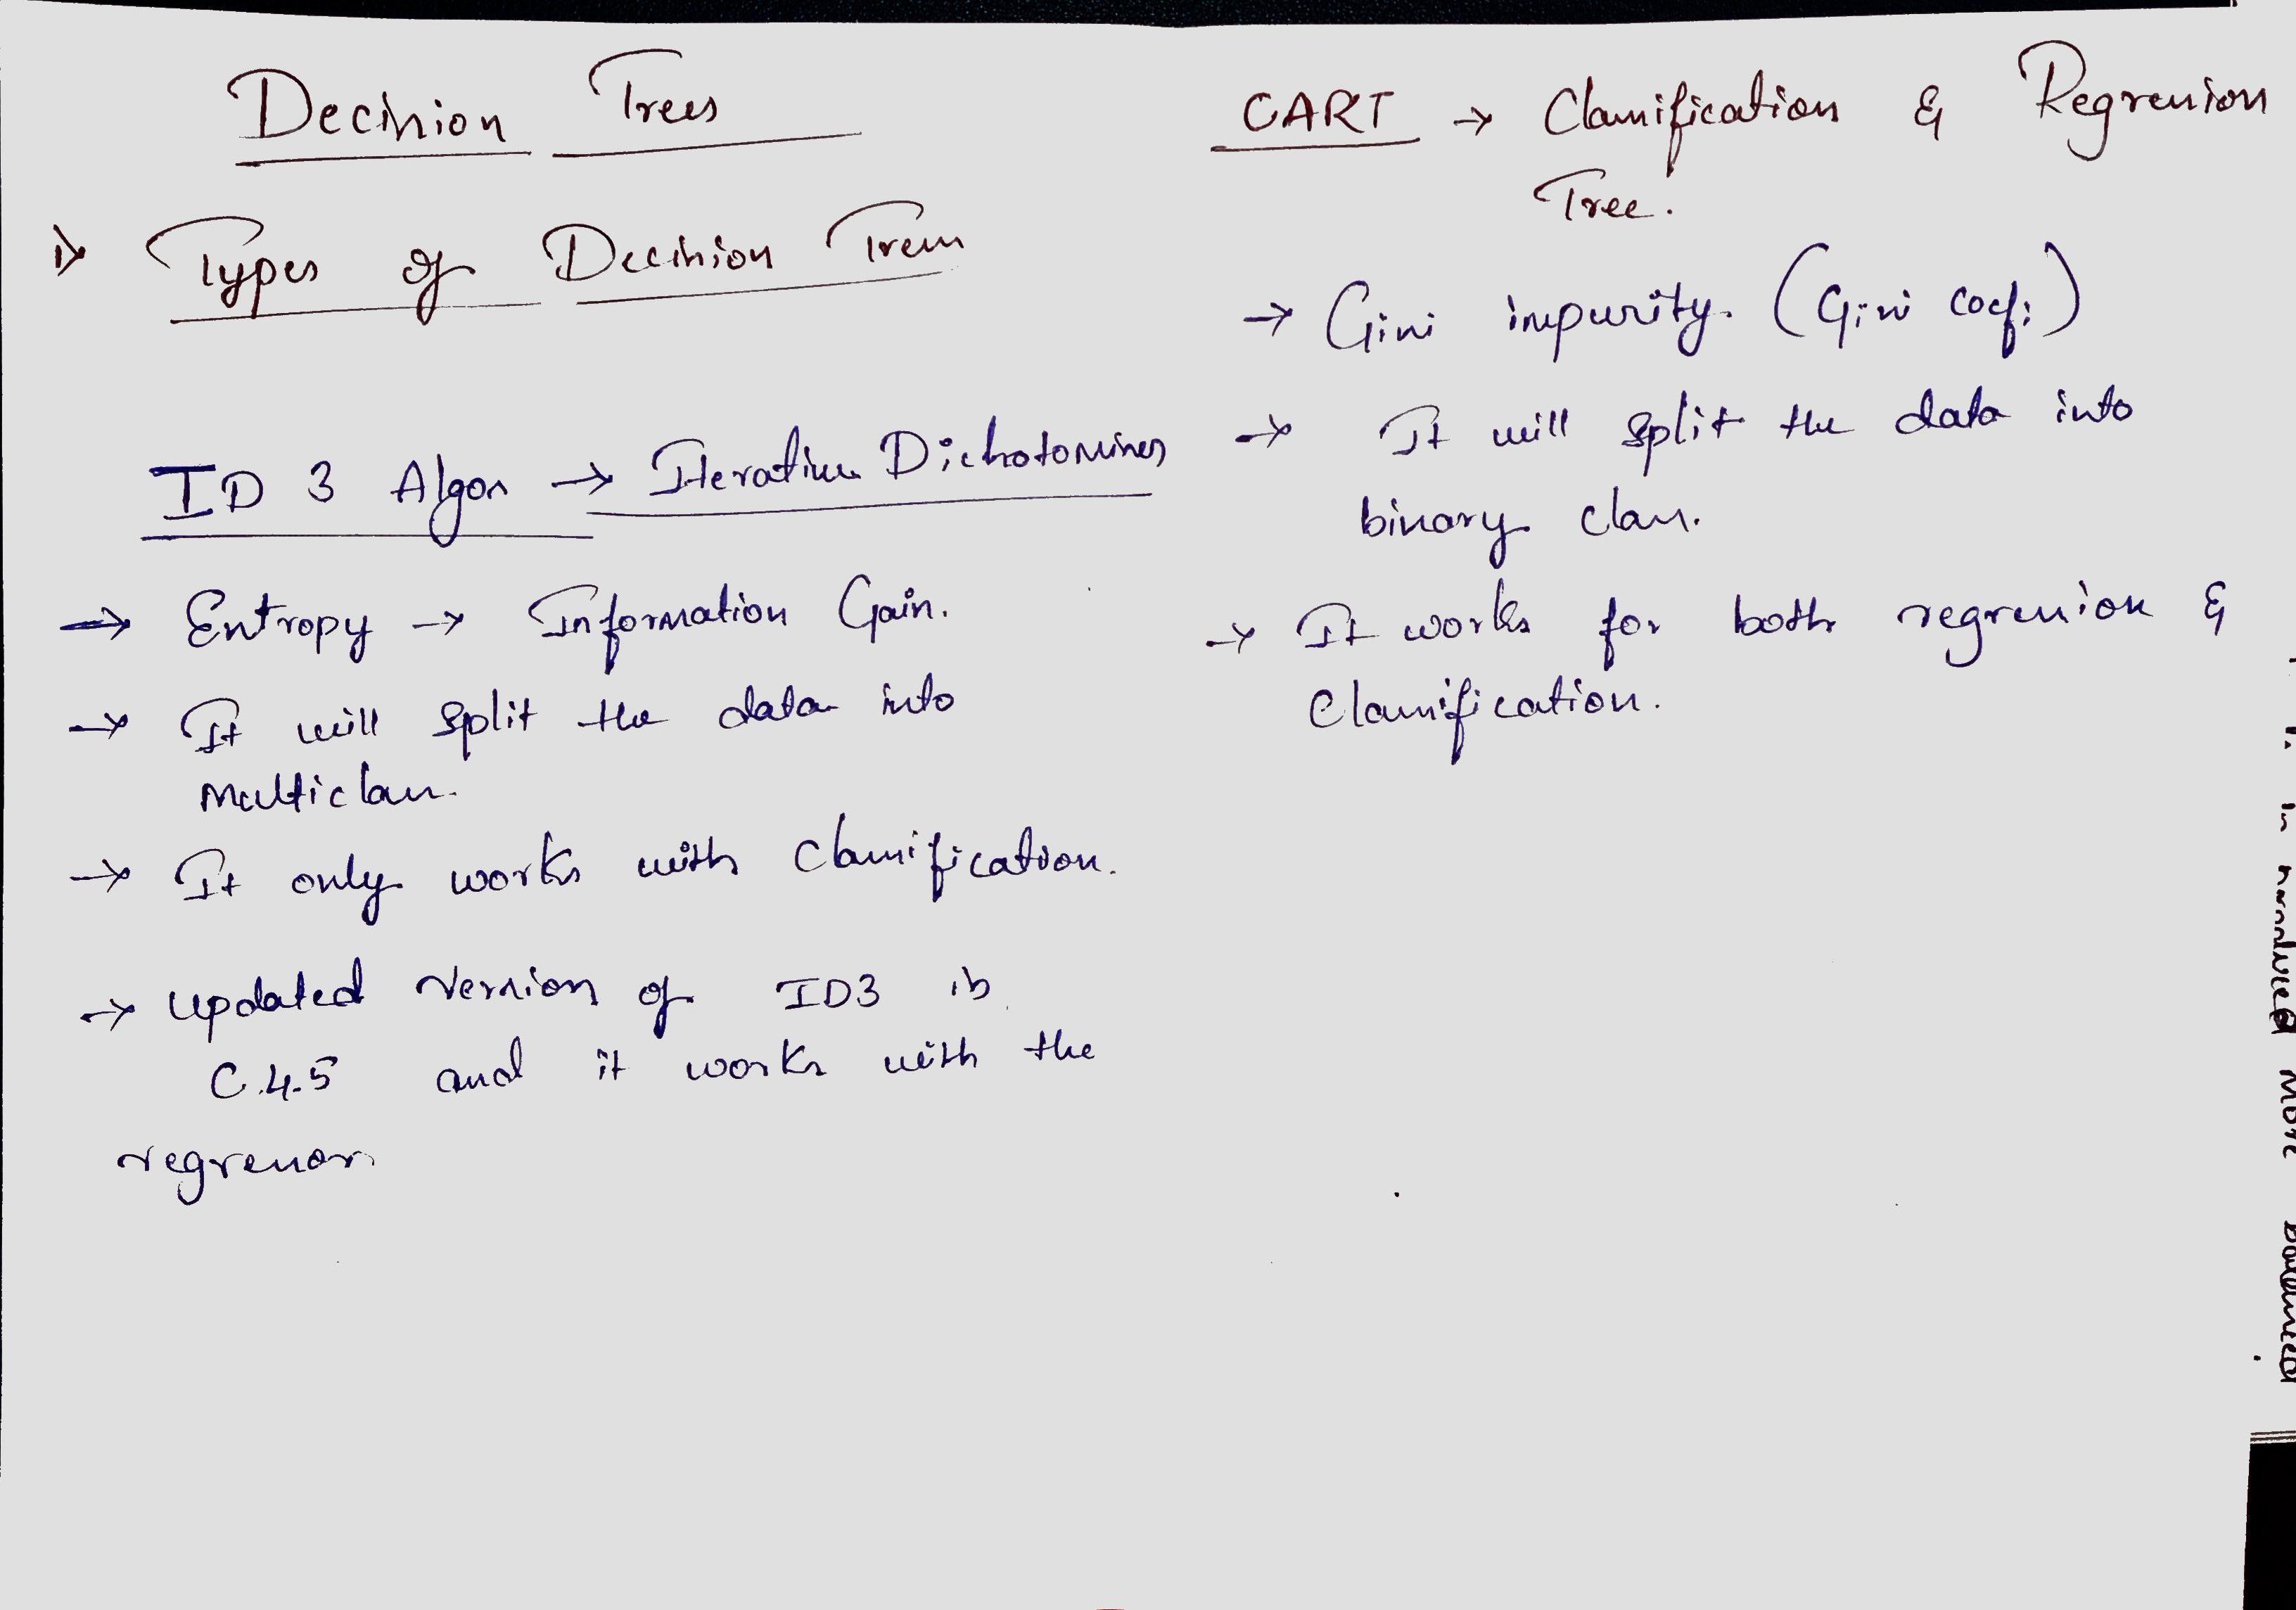 Decision Trees
1) Types of Decision Trees
ID 3 Algos → Iterative Dichotomines
→ Entropy → Information Gain.
→ It will split the data into
Multiclass.
→ It only works with Classification.
→ Updated Version of ID3 is
C.4.5 and it works with the
regression
CART → Classification & Regression
Tree.
→ Gini impurity. (Gini coef:)
→ It will split the data into
binary class.
→ It works for both regression &
Classification.